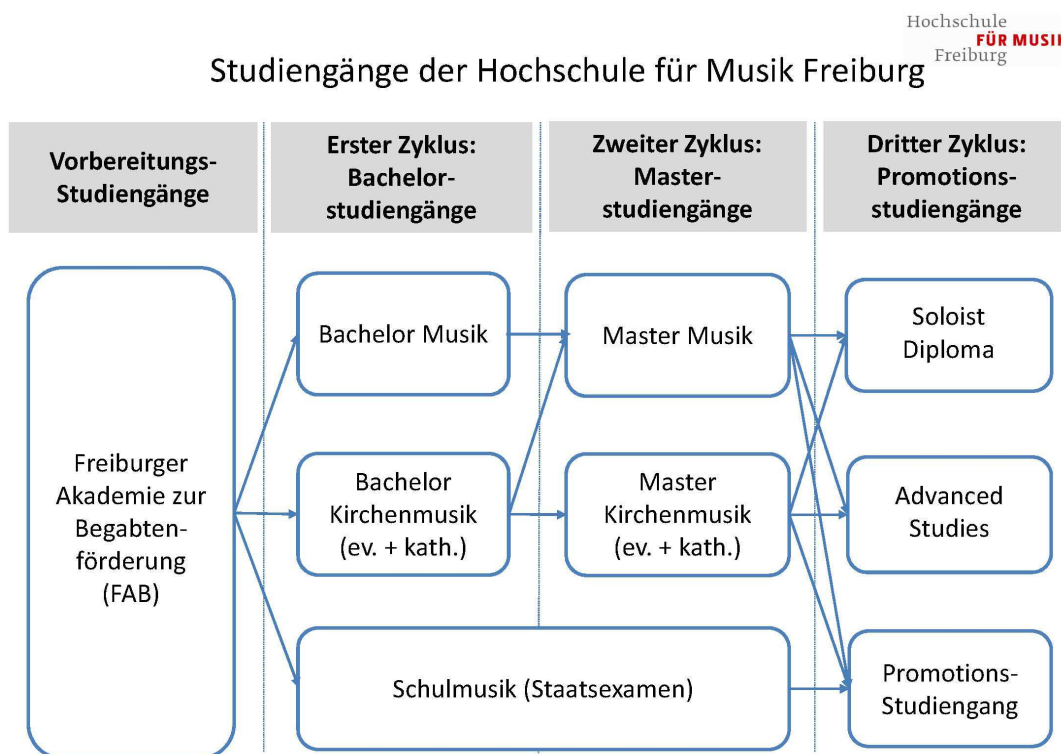 Hochschule
FÜR MUSIK
Freiburg
Studiengänge der Hochschule für Musik Freiburg
Vorbereitungs-
Studiengänge
Erster Zyklus:
Bachelor-
studiengänge
Zweiter Zyklus:
Master-
studiengänge
Dritter Zyklus:
Promotions-
studiengänge
Freiburger
Akademie zur
Begabten-
förderung
(FAB)
Bachelor Musik
Master Musik
Soloist
Diploma
Bachelor
Kirchenmusik
(ev. + kath.)
Master
Kirchenmusik
(ev. + kath.)
Advanced
Studies
Schulmusik (Staatsexamen)
Promotions-
Studiengang